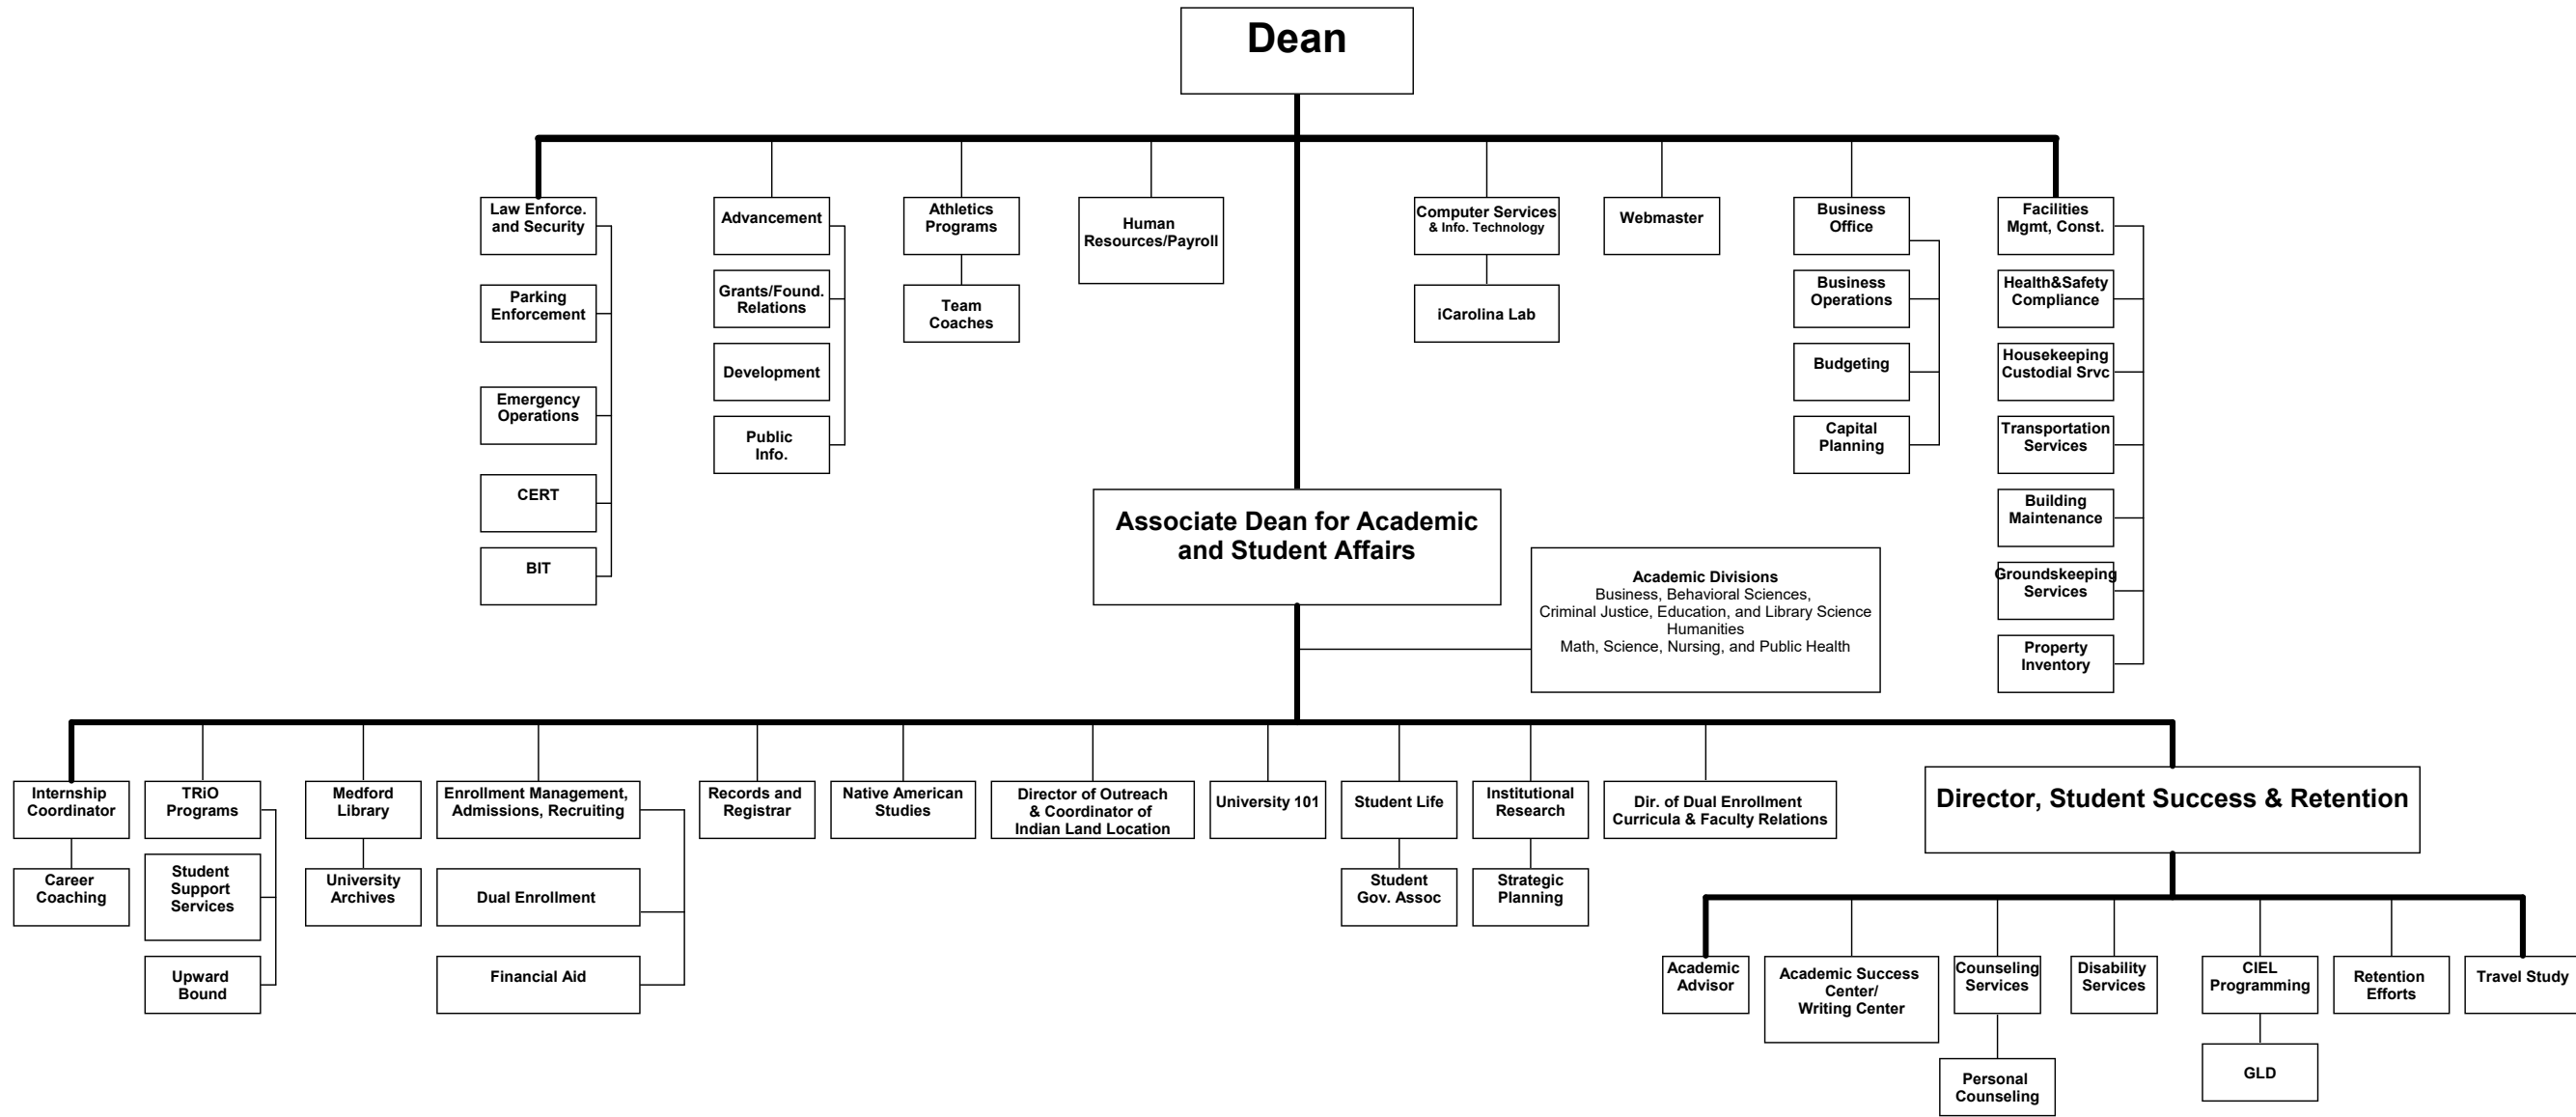 Dean
Law Enforce.
and Security
Parking
Enforcement
Emergency
Operations
CERT
BIT
Advancement
Grants/Found.
Relations
Development
Public
Info.
Athletics
Programs
Team
Coaches
Human
Resources/Payroll
Computer Services
& Info. Technology
iCarolina Lab
Webmaster
Business
Office
Business
Operations
Budgeting
Capital
Planning
Facilities
Mgmt, Const.
Health&Safety
Compliance
Housekeeping
Custodial Srvc
Transportation
Services
Building
Maintenance
Groundskeeping
Services
Property
Inventory
Associate Dean for Academic
and Student Affairs
Academic Divisions
Business, Behavioral Sciences,
Criminal Justice, Education, and Library Science
Humanities
Math, Science, Nursing, and Public Health
Internship
Coordinator
Career
Coaching
TRiO
Programs
Student
Support
Services
Upward
Bound
Medford
Library
University
Archives
Enrollment Management,
Admissions, Recruiting
Dual Enrollment
Financial Aid
Records and
Registrar
Native American
Studies
Director of Outreach
& Coordinator of
Indian Land Location
University 101
Student Life
Student
Gov. Assoc
Institutional
Research
Strategic
Planning
Dir. of Dual Enrollment
Curricula & Faculty Relations
Director, Student Success & Retention
Academic
Advisor
Academic Success
Center/
Writing Center
Counseling
Services
Personal
Counseling
Disability
Services
CIEL
Programming
GLD
Retention
Efforts
Travel Study